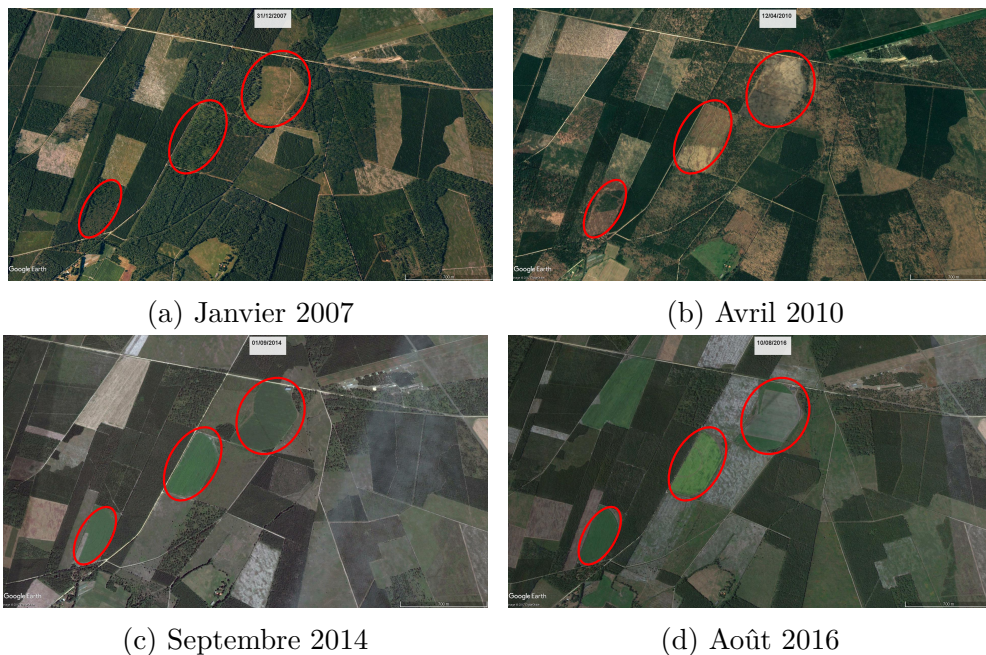 31/12/2007
12/04/2010
Google Earth
Google Earth
(a) Janvier 2007
(b) Avril 2010
01/09/2014
10/08/2016
Google Earth
Google Earth
(c) Septembre 2014
(d) Août 2016